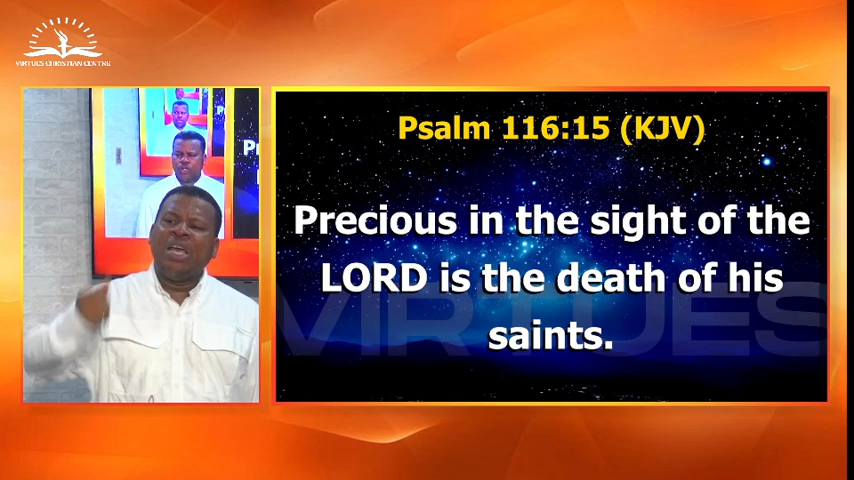 VIRTUES CHRISTIAN CENTRE
Pr
Psalm 116:15 (KJV)
Precious in the sight of the
LORD is the death of his
saints.
VIRTUES